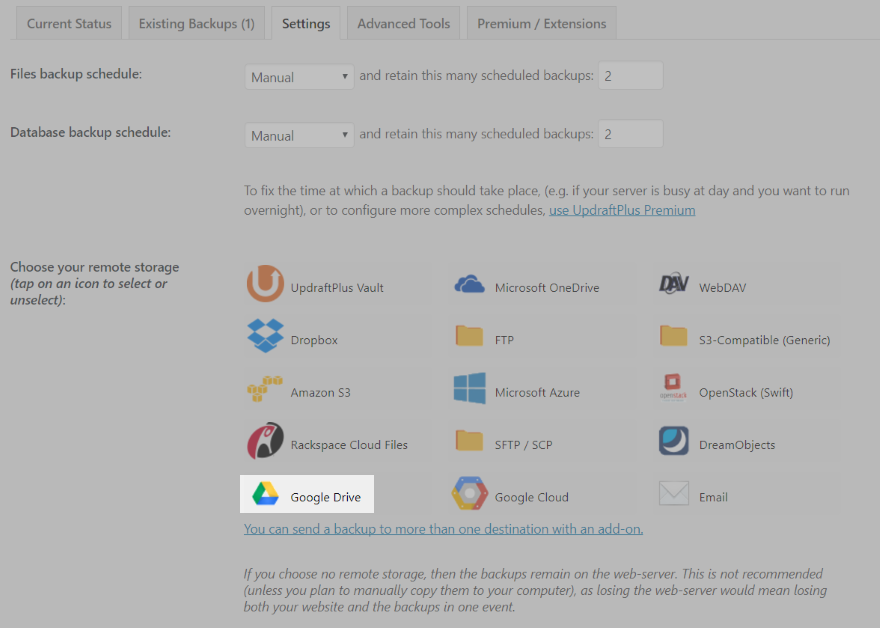 Current Status
Existing Backups (1)
Settings
Advanced Tools
Premium / Extensions
Files backup schedule:
Manual
and retain this many scheduled backups:
2
Database backup schedule:
Manual
and retain this many scheduled backups:
2
To fix the time at which a backup should take place, (e.g. if your server is busy at day and you want to run
overnight), or to configure more complex schedules, use UpdraftPlus Premium
Choose your remote storage
(tap on an icon to select or
unselect):
UpdraftPlus Vault
Microsoft OneDrive
DAV
WebDAV
Dropbox
FTP
S3-Compatible (Generic)
Amazon S3
Microsoft Azure
openstack
OpenStack (Swift)
Rackspace Cloud Files
SFTP / SCP
DreamObjects
Google Drive
Google Cloud
Email
You can send a backup to more than one destination with an add-on.
If you choose no remote storage, then the backups remain on the web-server. This is not recommended
(unless you plan to manually copy them to your computer), as losing the web-server would mean losing
both your website and the backups in one event.